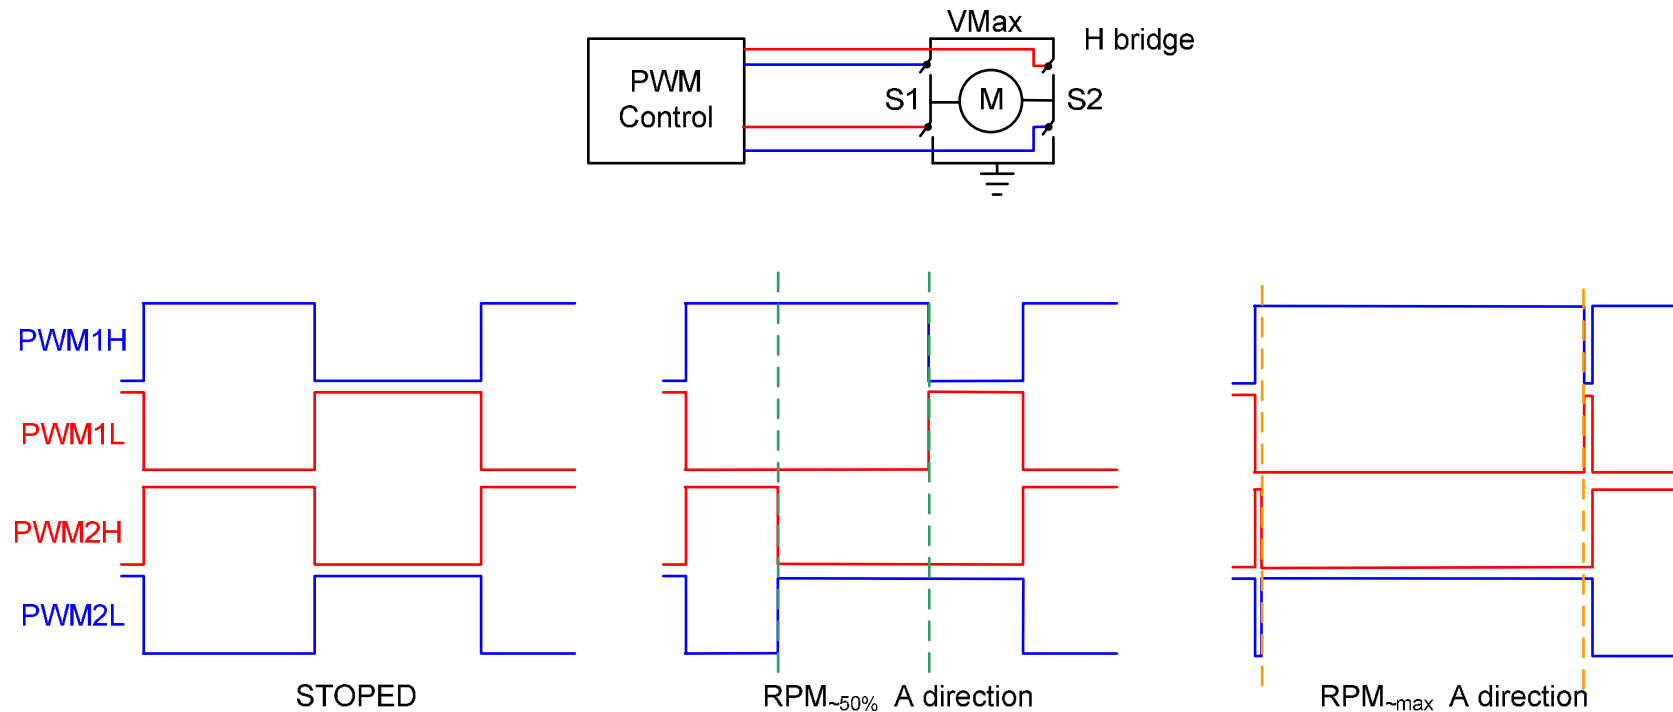 VMax
H bridge
PWM
Control
S1
M
S2
PWM1H
PWM1L
PWM2H
PWM2L
STOPED
RPM~50% A direction
RPM~max A direction